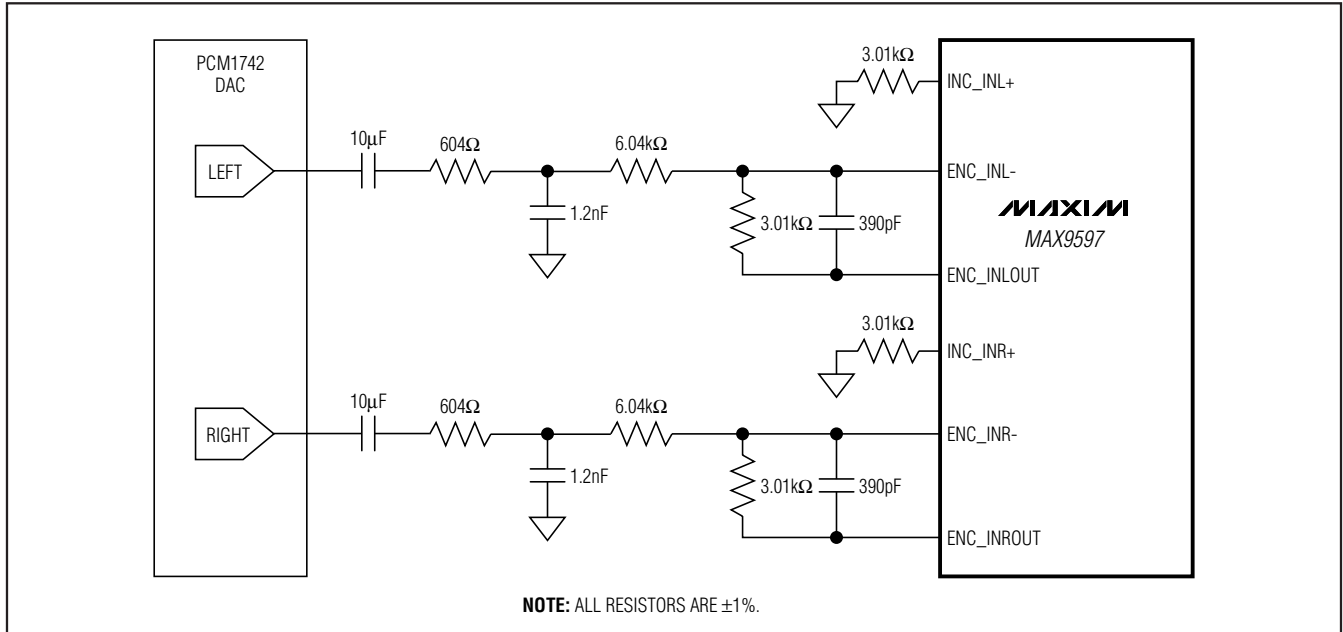 PCM1742
DAC
LEFT
10µF
604Ω
1.2nF
6.04kΩ
3.01kΩ
390pF
3.01kΩ
INC_INL+
ENC_INL-
MAXIM
MAX9597
ENC_INLOUT
3.01kΩ
INC_INR+
RIGHT
10µF
604Ω
1.2nF
6.04kΩ
3.01kΩ
390pF
ENC_INR-
ENC_INROUT
NOTE: ALL RESISTORS ARE ±1%.